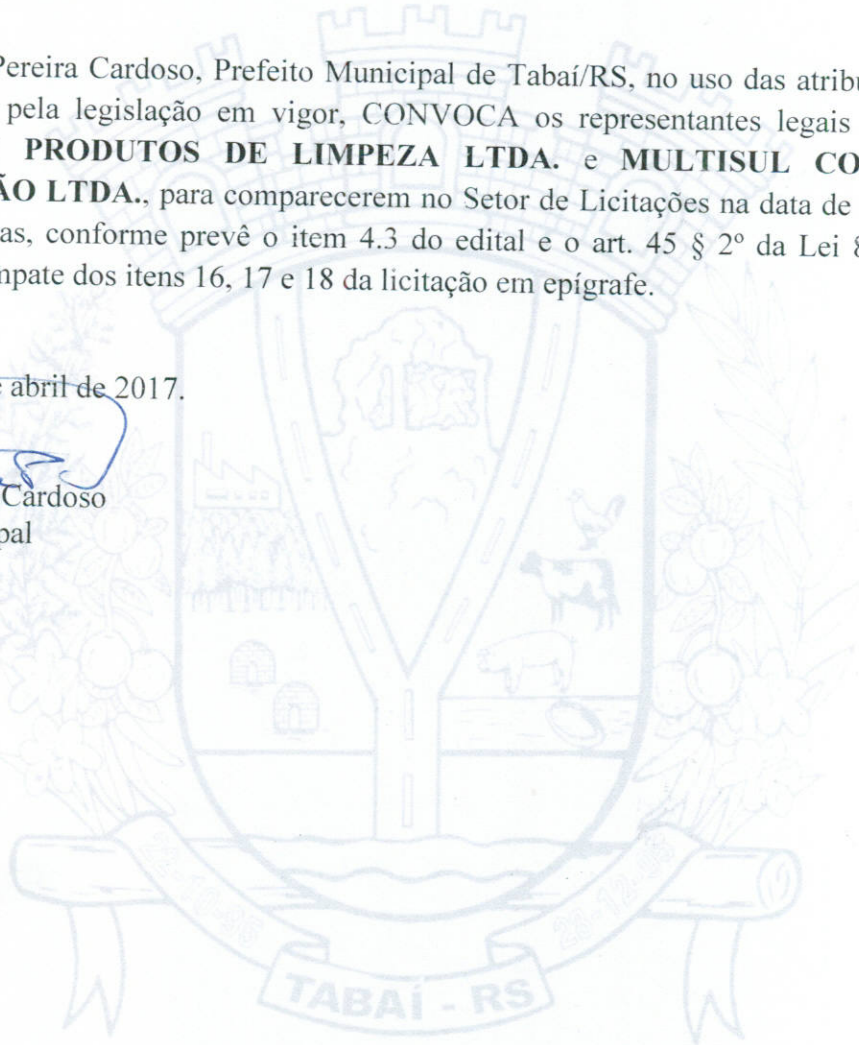 Pereira Cardoso, Prefeito Municipal de Tabaí/RS, no uso das atribu
pela legislação em vigor, CONVOCA os representantes legais
PRODUTOS DE LIMPEZA LTDA. e MULTISUL CO
ÃO LTDA., para comparecerem no Setor de Licitações na data de
as, conforme prevê o item 4.3 do edital e o art. 45 § 2º da Lei 8
mpate dos itens 16, 17 e 18 da licitação em epígrafe.
abril de 2017.
Cardoso
pal
TABAÍ - RS